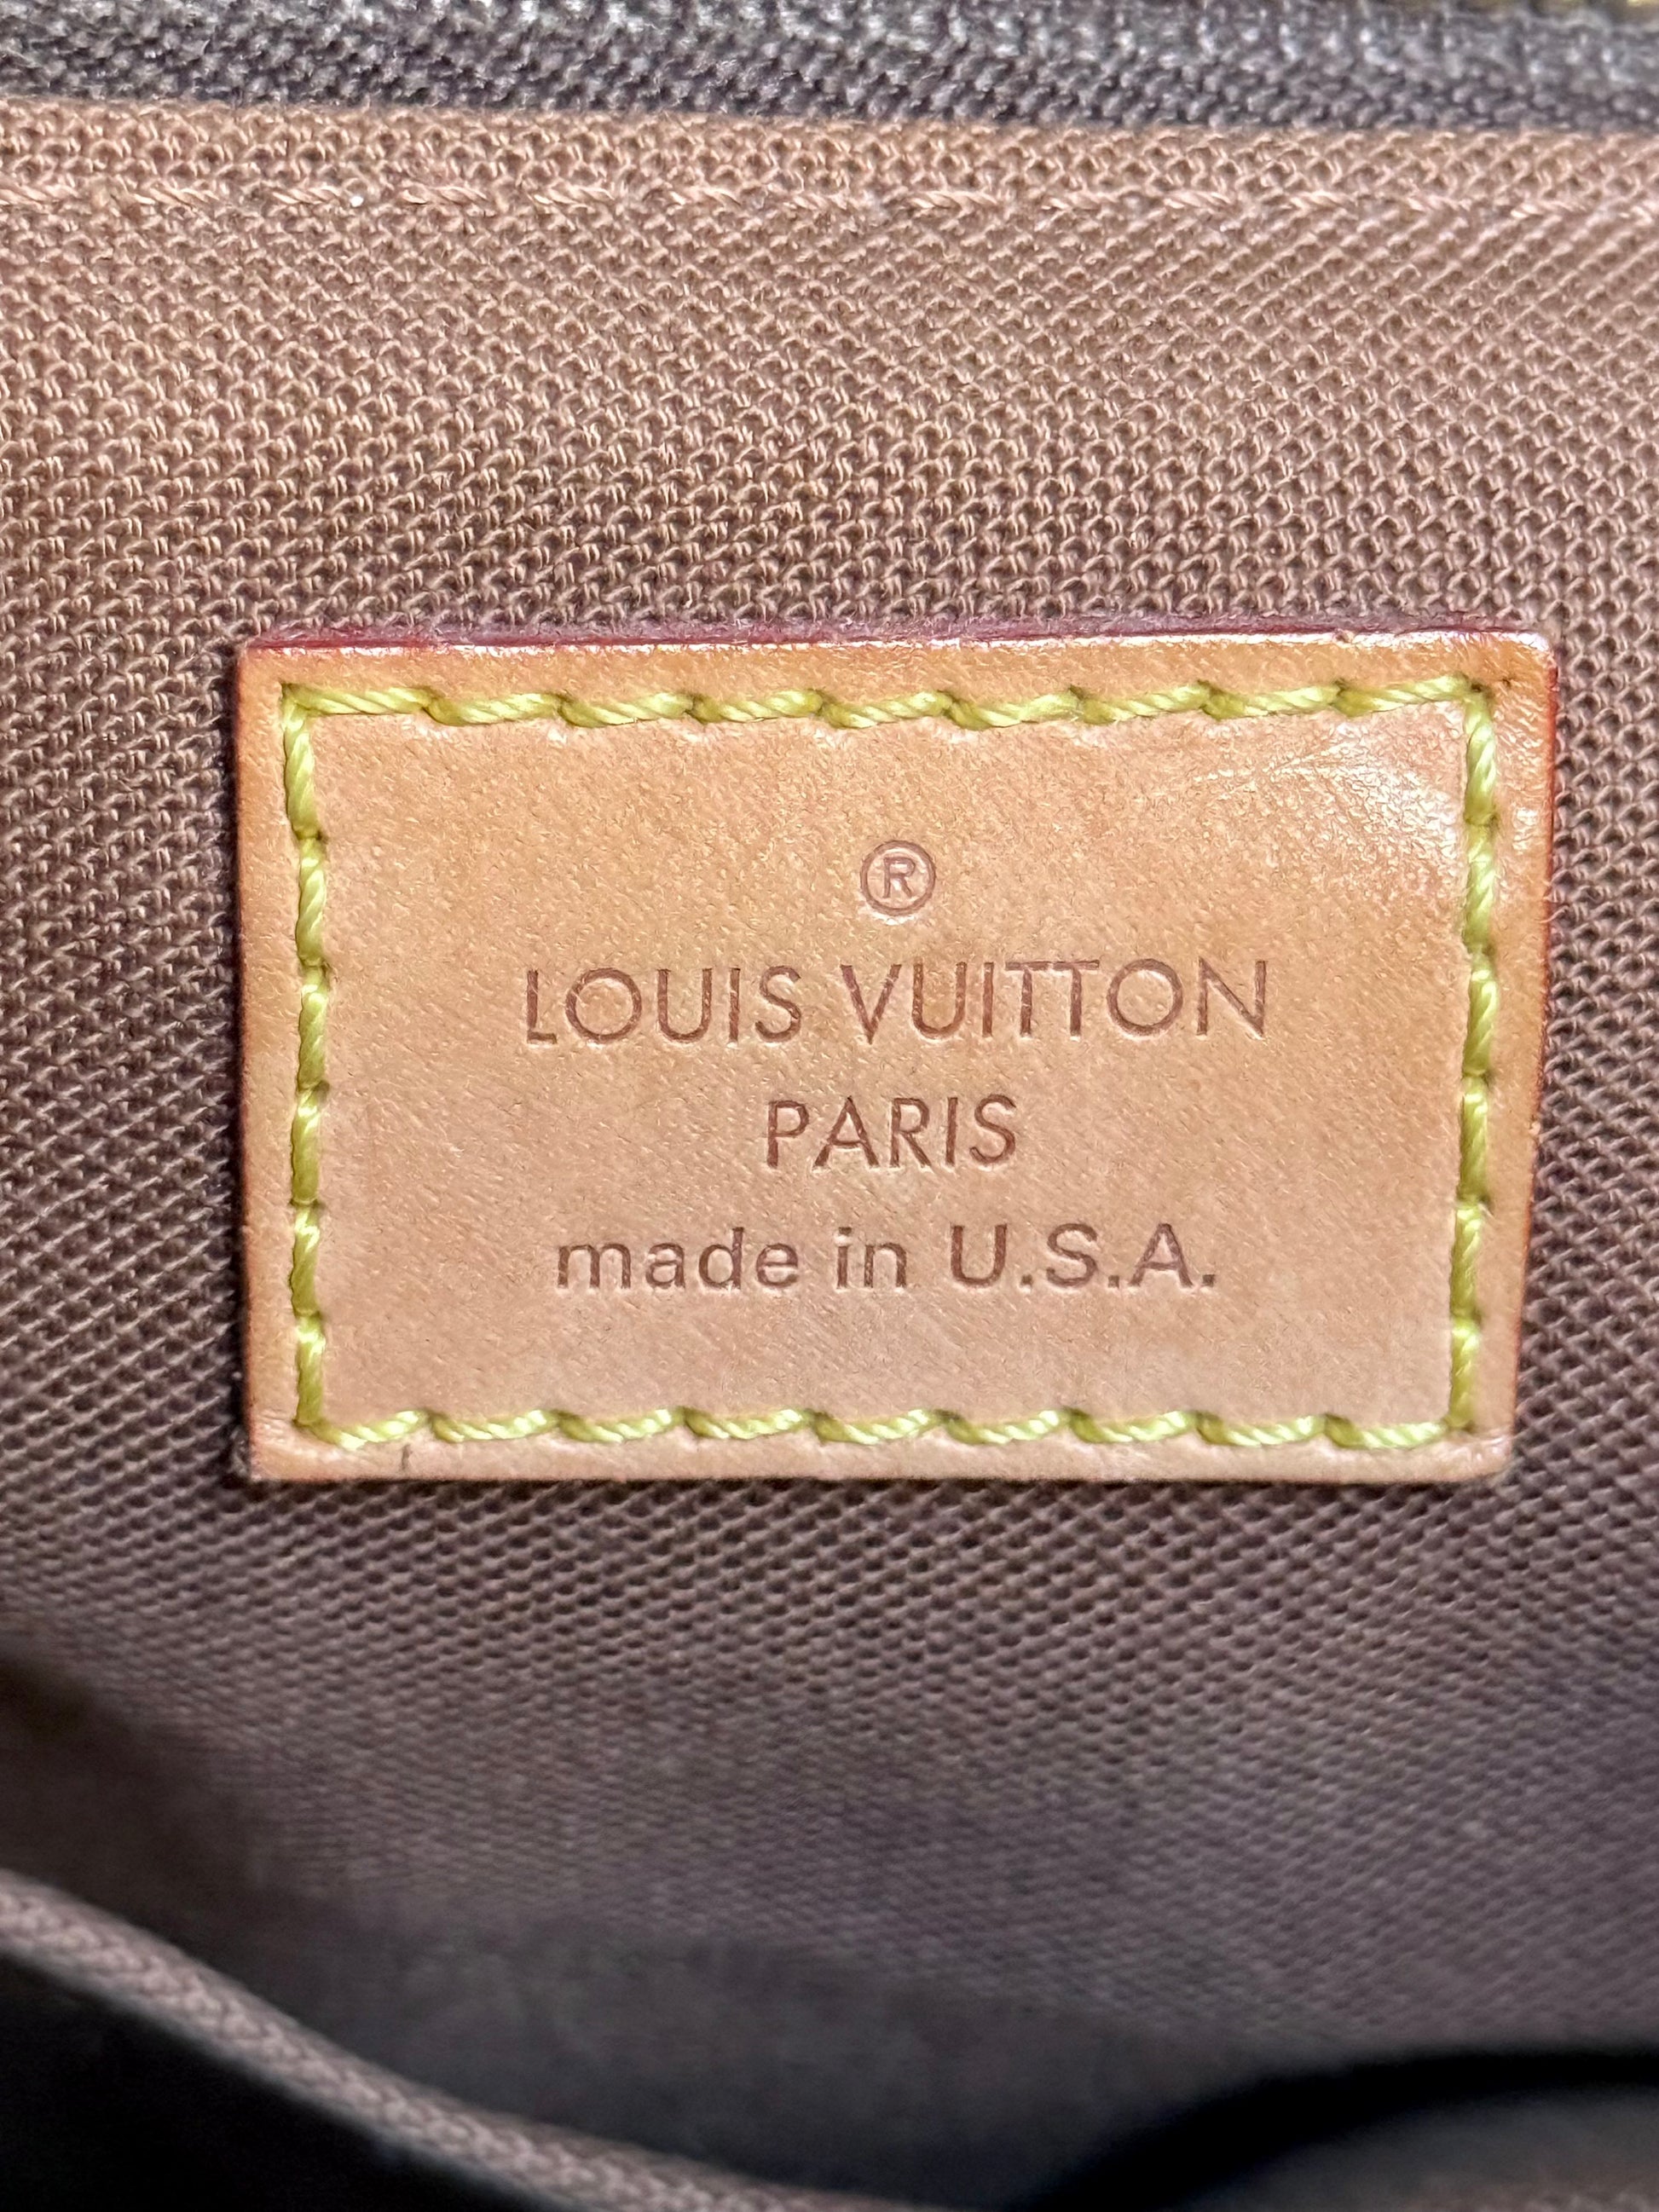 ®
LOUIS VUITTON
PARIS
made in U.S.A.